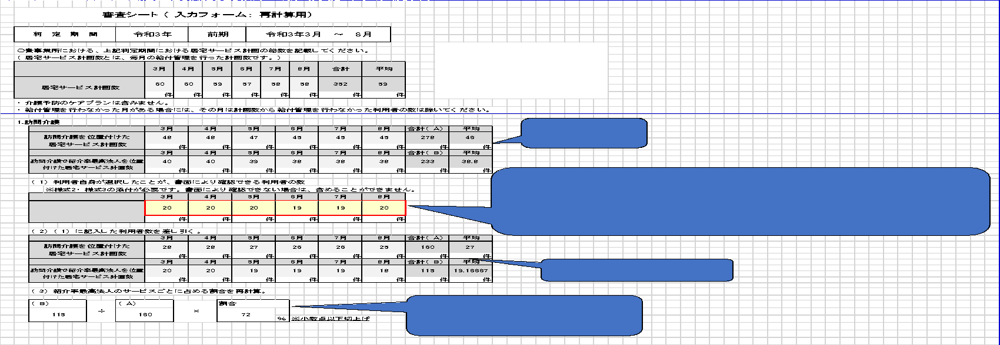 審査シート（ 入力フォーム： 再計算用）
判 定 期 間 令和3年 前期 令和3年3月 ～ 8月
○貴事業所における、上記判定期間における居宅サービス計画の総数を記載してください。
（ 居宅サービス計画数とは、毎月の給付管理を行った計画数です。）
3月 4月 5月 6月 7月 8月 合計 平均
居宅サービス計画数 60 60 59 57 58 58 352 59
件 件 件 件 件 件 件 件
・ 介護予防のケアプランは含みません。
・ 給付管理を行わなかった月がある場合には、その月は計画数から給付管理を行わなかった利用者の数は除いてください。
1.訪問介護
3月 4月 5月 6月 7月 8月 合計（ A） 平均
訪問介護を位置付けた 48 48 47 45 45 45 278 46
居宅サービス計画数 件 件 件 件 件 件 件 件
3月 4月 5月 6月 7月 8月 合計（ B） 平均
訪問介護で紹介率最高法人を位置 40 40 39 38 38 38 233 38.8
付けた居宅サービス計画数 件 件 件 件 件 件 件 件
（ 1） 利用者自身が選択したことが、書面により確認できる利用者の数
※様式2・ 様式3の添付が必要です。書面により確認できない場合は、含めることができません。
3月 4月 5月 6月 7月 8月
20 20 20 19 19 20
件 件 件 件 件 件
（ 2）（ 1） に記入した利用者数を差し引く。
3月 4月 5月 6月 7月 8月 合計（ A） 平均
訪問介護を位置付けた 28 28 27 26 26 25 160 27
居宅サービス計画数 件 件 件 件 件 件 件 件
3月 4月 5月 6月 7月 8月 合計（ B） 平均
訪問介護で紹介率最高法人を位置 20 20 19 19 19 18 115 19.16667
付けた居宅サービス計画数 件 件 件 件 件 件 件 件
（ 3） 紹介率最高法人のサービスごとに占める割合を再計算。
（ B） （ A） 割合
115 ÷ 160 × 72 % ※小数点以下切上げ